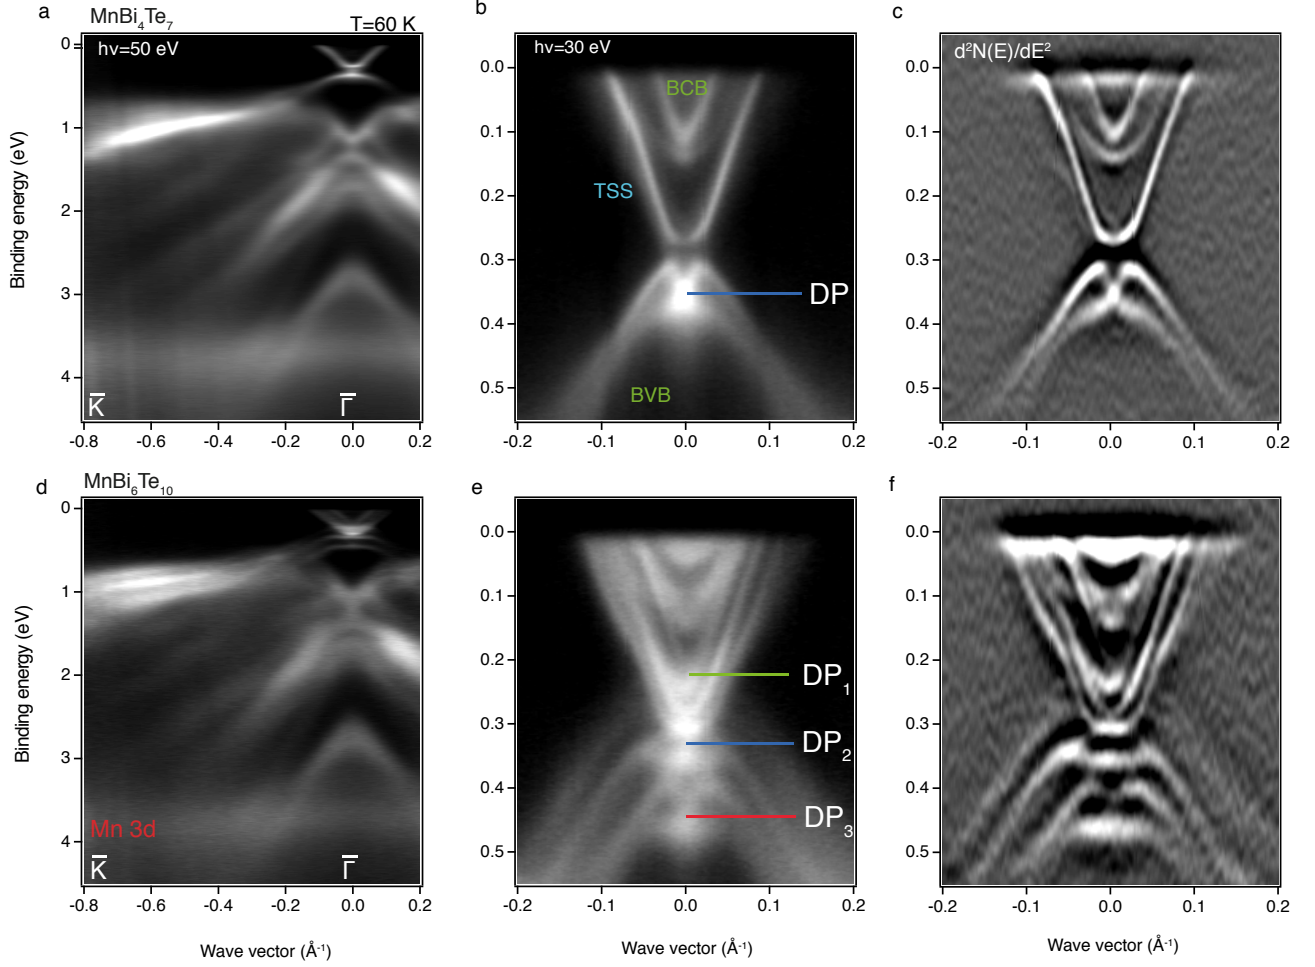 a
MnBi4Te7
T=60 K
hν=50 eV
0
1
2
3
4
Binding energy (eV)
K̅
Γ̅
-0.8 -0.6 -0.4 -0.2 0.0 0.2
b
hν=30 eV
0.0
0.1
0.2
0.3
0.4
0.5
BCB
TSS
DP
BVB
-0.2 -0.1 0.0 0.1 0.2
c
d²N(E)/dE²
0.0
0.1
0.2
0.3
0.4
0.5
-0.2 -0.1 0.0 0.1 0.2
d
MnBi6Te10
0
1
2
3
4
Binding energy (eV)
Mn 3d
K̅
Γ̅
-0.8 -0.6 -0.4 -0.2 0.0 0.2
Wave vector (Å-1)
e
0.0
0.1
0.2
0.3
0.4
0.5
DP1
DP2
DP3
-0.2 -0.1 0.0 0.1 0.2
Wave vector (Å-1)
f
0.0
0.1
0.2
0.3
0.4
0.5
-0.2 -0.1 0.0 0.1 0.2
Wave vector (Å-1)